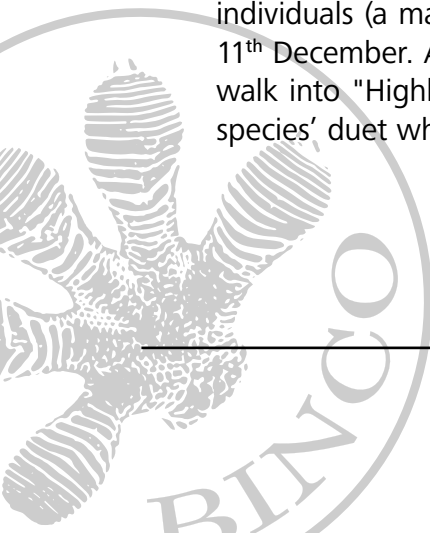 individuals (a ma
11th December. A
walk into "Highl
species' duet wh
BINCO